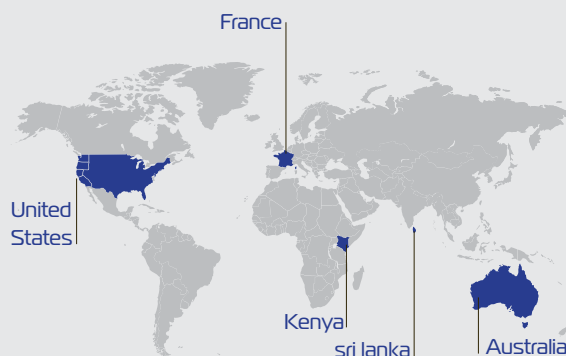 France
United
States
Kenya
sri lanka
Australia